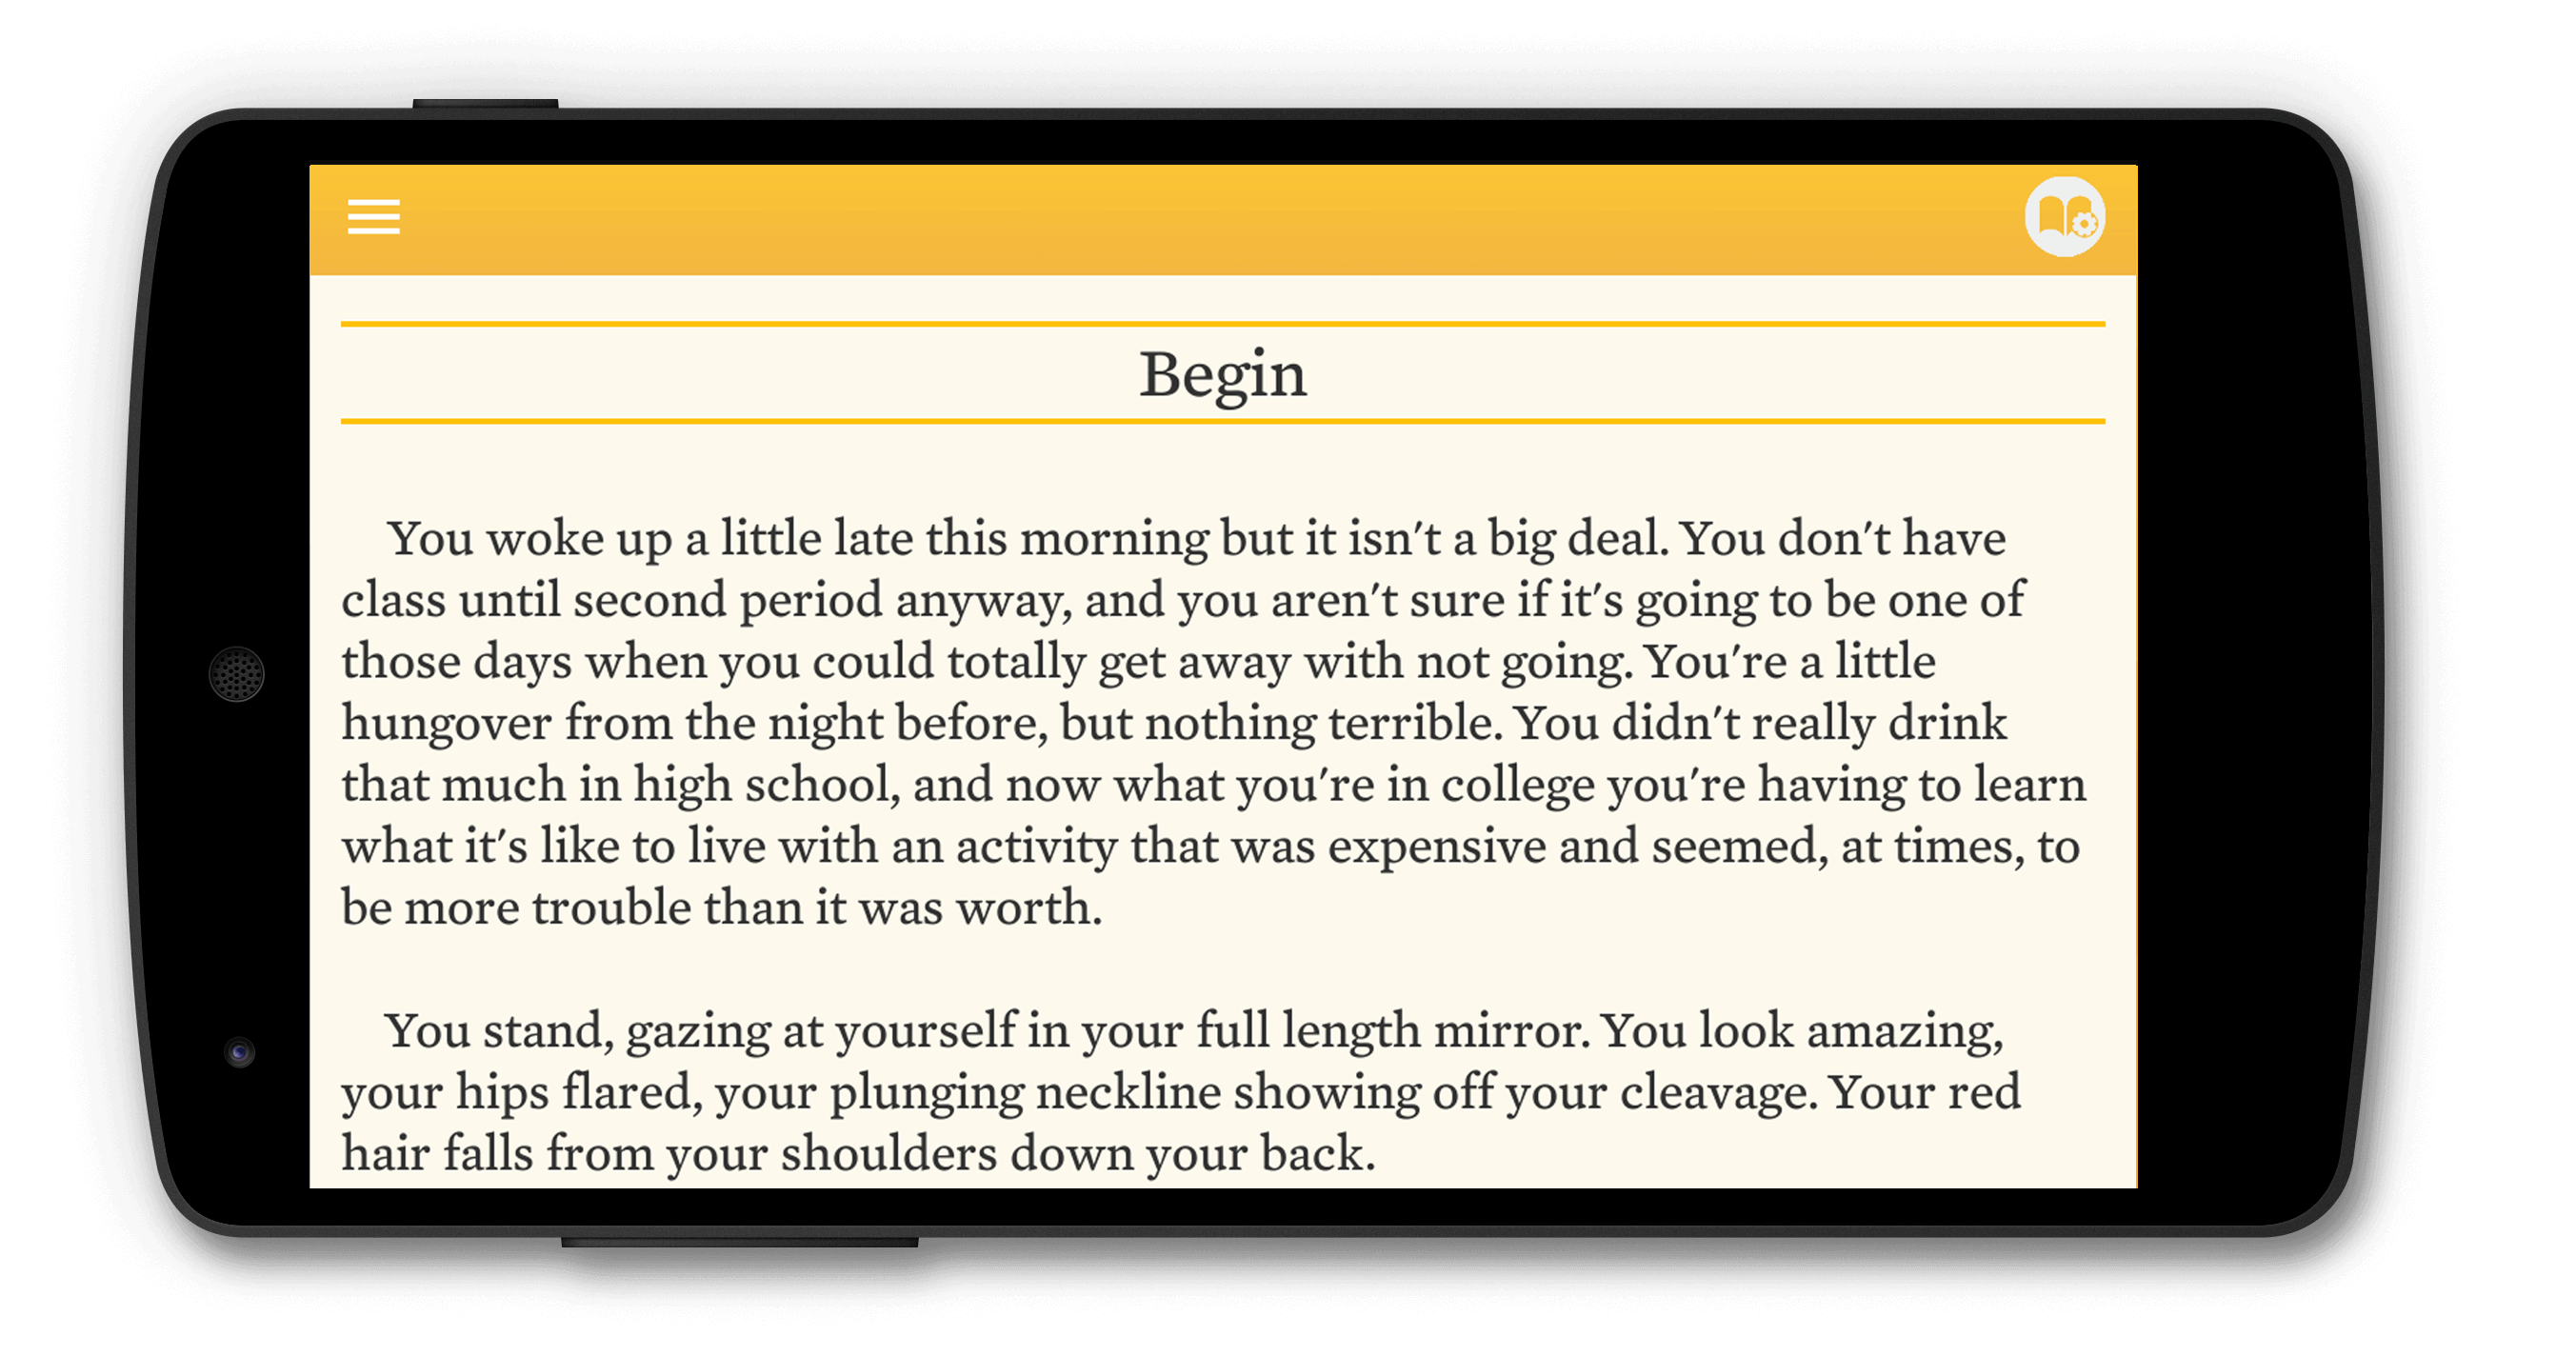 Begin
You woke up a little late this morning but it isn't a big deal. You don't have
class until second period anyway, and you aren't sure if it's going to be one of
those days when you could totally get away with not going. You're a little
hungover from the night before, but nothing terrible. You didn't really drink
that much in high school, and now what you're in college you're having to learn
what it's like to live with an activity that was expensive and seemed, at times, to
be more trouble than it was worth.
You stand, gazing at yourself in your full length mirror. You look amazing,
your hips flared, your plunging neckline showing off your cleavage. Your red
hair falls from your shoulders down your back.